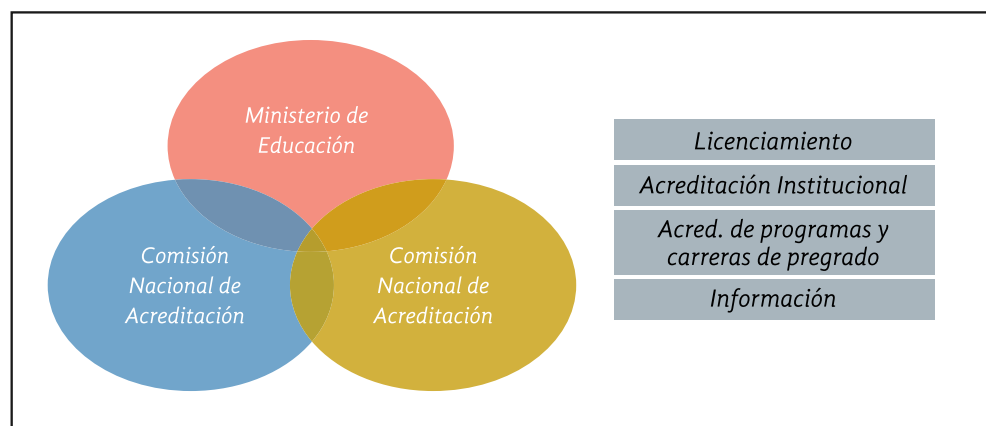 Ministerio de
Educación
Comisión
Nacional de
Acreditación
Comisión
Nacional de
Acreditación
Licenciamiento
Acreditación Institucional
Acred. de programas y
carreras de pregrado
Información